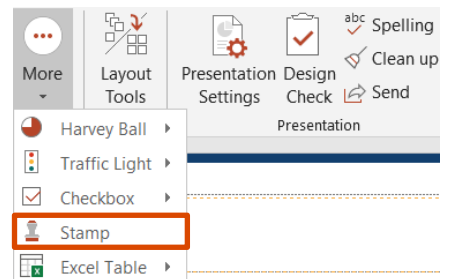 More
Layout
Tools
Presentation
Settings
Design
Check
abc Spelling
Clean up
Send
Presentation
Harvey Ball
Traffic Light
Checkbox
Stamp
Excel Table